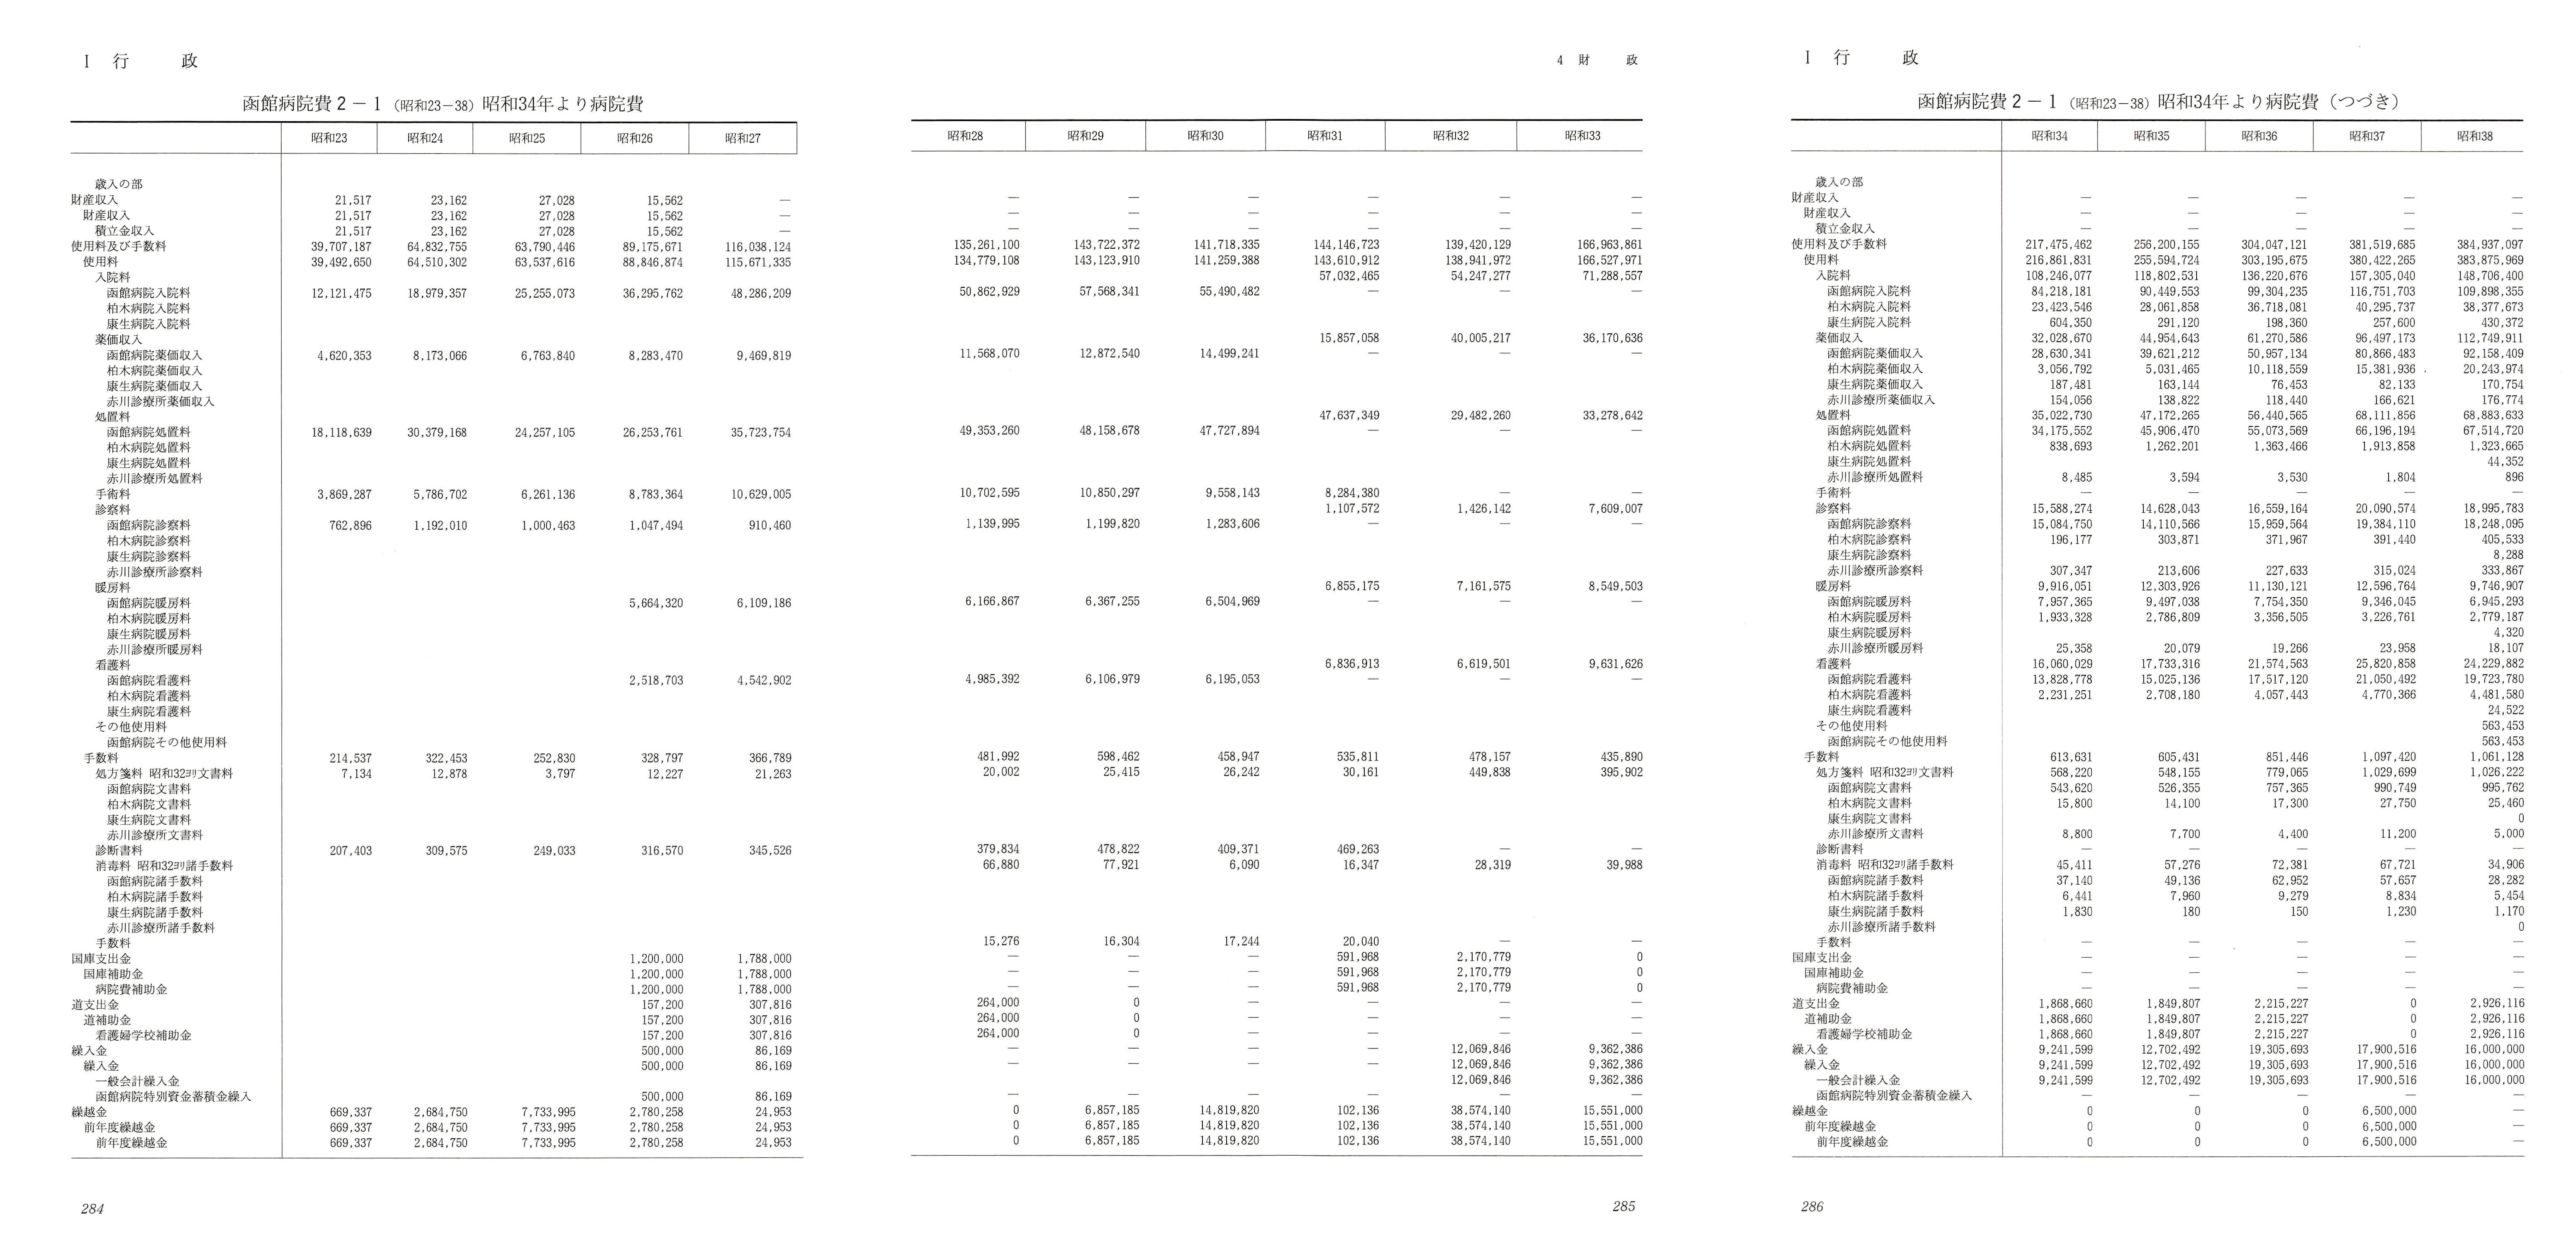 I 行 政
函館病院費2−1（昭和23−38）昭和34年より病院費
昭和23 昭和24 昭和25 昭和26 昭和27
歳入の部
財産収入 21,517 23,162 27,028 15,562 —
財産収入 21,517 23,162 27,028 15,562 —
積立金収入 21,517 23,162 27,028 15,562 —
使用料及び手数料 39,707,187 64,832,755 63,790,446 89,175,671 116,038,124
使用料 39,492,650 64,510,302 63,537,616 88,846,874 115,671,335
入院料
函館病院入院料 12,121,475 18,979,357 25,255,073 36,295,762 48,286,209
柏木病院入院料
康生病院入院料
薬価収入
函館病院薬価収入 4,620,353 8,173,066 6,763,840 8,283,470 9,469,819
柏木病院薬価収入
康生病院薬価収入
赤川診療所薬価収入
処置料
函館病院処置料 18,118,639 30,379,168 24,257,105 26,253,761 35,723,754
柏木病院処置料
康生病院処置料
赤川診療所処置料
手術料 3,869,287 5,786,702 6,261,136 8,783,364 10,629,005
診察料
函館病院診察料 762,896 1,192,010 1,000,463 1,047,494 910,460
柏木病院診察料
康生病院診察料
赤川診療所診察料
暖房料
函館病院暖房料 5,664,320 6,109,186
柏木病院暖房料
康生病院暖房料
赤川診療所暖房料
看護料
函館病院看護料 2,518,703 4,542,902
柏木病院看護料
康生病院看護料
その他使用料
函館病院その他使用料
手数料 214,537 322,453 252,830 328,797 366,789
処方箋料 昭和32ヨリ文書料 7,134 12,878 3,797 12,227 21,263
函館病院文書料
柏木病院文書料
康生病院文書料
赤川診療所文書料
診断書料 207,403 309,575 249,033 316,570 345,526
消毒料 昭和32ヨリ諸手数料
函館病院諸手数料
柏木病院諸手数料
康生病院諸手数料
赤川診療所諸手数料
手数料
国庫支出金 1,200,000 1,788,000
国庫補助金 1,200,000 1,788,000
病院費補助金 1,200,000 1,788,000
道支出金 157,200 307,816
道補助金 157,200 307,816
看護婦学校補助金 157,200 307,816
繰入金 500,000 86,169
繰入金 500,000 86,169
一般会計繰入金
函館病院特別資金蓄積金繰入 500,000 86,169
繰越金 669,337 2,684,750 7,733,995 2,780,258 24,953
前年度繰越金 669,337 2,684,750 7,733,995 2,780,258 24,953
前年度繰越金 669,337 2,684,750 7,733,995 2,780,258 24,953
284
4 財 政
昭和28 昭和29 昭和30 昭和31 昭和32 昭和33
— — — — — —
— — — — — —
— — — — — —
135,261,100 143,722,372 141,718,335 144,146,723 139,420,129 166,963,861
134,779,108 143,123,910 141,259,388 143,610,912 138,941,972 166,527,971
57,032,465 54,247,277 71,288,557
50,862,929 57,568,341 55,490,482 — — —
15,857,058 40,005,217 36,170,636
11,568,070 12,872,540 14,499,241 — — —
47,637,349 29,482,260 33,278,642
49,353,260 48,158,678 47,727,894 — — —
10,702,595 10,850,297 9,558,143 8,284,380 — —
1,107,572 1,426,142 7,609,007
1,139,995 1,199,820 1,283,606 — — —
6,855,175 7,161,575 8,549,503
6,166,867 6,367,255 6,504,969 — — —
6,836,913 6,619,501 9,631,626
4,985,392 6,106,979 6,195,053 — — —
481,992 598,462 458,947 535,811 478,157 435,890
20,002 25,415 26,242 30,161 449,838 395,902
379,834 478,822 409,371 469,263 — —
66,880 77,921 6,090 16,347 28,319 39,988
15,276 16,304 17,244 20,040 — —
— — — 591,968 2,170,779 0
— — — 591,968 2,170,779 0
— — — 591,968 2,170,779 0
264,000 0 — — — —
264,000 0 — — — —
264,000 0 — — — —
— — — — 12,069,846 9,362,386
— — — — 12,069,846 9,362,386
12,069,846 9,362,386
— — — — — —
0 6,857,185 14,819,820 102,136 38,574,140 15,551,000
0 6,857,185 14,819,820 102,136 38,574,140 15,551,000
0 6,857,185 14,819,820 102,136 38,574,140 15,551,000
285
I 行 政
函館病院費2−1（昭和23−38）昭和34年より病院費（つづき）
昭和34 昭和35 昭和36 昭和37 昭和38
歳入の部
財産収入 — — — — —
財産収入 — — — — —
積立金収入 — — — — —
使用料及び手数料 217,475,462 256,200,155 304,047,121 381,519,685 384,937,097
使用料 216,861,831 255,594,724 303,195,675 380,422,265 383,875,969
入院料 108,246,077 118,802,531 136,220,676 157,305,040 148,706,400
函館病院入院料 84,218,181 90,449,553 99,304,235 116,751,703 109,898,355
柏木病院入院料 23,423,546 28,061,858 36,718,081 40,295,737 38,377,673
康生病院入院料 604,350 291,120 198,360 257,600 430,372
薬価収入 32,028,670 44,954,643 61,270,586 96,497,173 112,749,911
函館病院薬価収入 28,630,341 39,621,212 50,957,134 80,866,483 92,158,409
柏木病院薬価収入 3,056,792 5,031,465 10,118,559 15,381,936 20,243,974
康生病院薬価収入 187,481 163,144 76,453 82,133 170,754
赤川診療所薬価収入 154,056 138,822 118,440 166,621 176,774
処置料 35,022,730 47,172,265 56,440,565 68,111,856 68,883,633
函館病院処置料 34,175,552 45,906,470 55,073,569 66,196,194 67,514,720
柏木病院処置料 838,693 1,262,201 1,363,466 1,913,858 1,323,665
康生病院処置料 44,352
赤川診療所処置料 8,485 3,594 3,530 1,804 896
手術料 — — — — —
診察料 15,588,274 14,628,043 16,559,164 20,090,574 18,995,783
函館病院診察料 15,084,750 14,110,566 15,959,564 19,384,110 18,248,095
柏木病院診察料 196,177 303,871 371,967 391,440 405,533
康生病院診察料 8,288
赤川診療所診察料 307,347 213,606 227,633 315,024 333,867
暖房料 9,916,051 12,303,926 11,130,121 12,596,764 9,746,907
函館病院暖房料 7,957,365 9,497,038 7,754,350 9,346,045 6,945,293
柏木病院暖房料 1,933,328 2,786,809 3,356,505 3,226,761 2,779,187
康生病院暖房料 4,320
赤川診療所暖房料 25,358 20,079 19,266 23,958 18,107
看護料 16,060,029 17,733,316 21,574,563 25,820,858 24,229,882
函館病院看護料 13,828,778 15,025,136 17,517,120 21,050,492 19,723,780
柏木病院看護料 2,231,251 2,708,180 4,057,443 4,770,366 4,481,580
康生病院看護料 24,522
その他使用料 563,453
函館病院その他使用料 563,453
手数料 613,631 605,431 851,446 1,097,420 1,061,128
処方箋料 昭和32ヨリ文書料 568,220 548,155 779,065 1,029,699 1,026,222
函館病院文書料 543,620 526,355 757,365 990,749 995,762
柏木病院文書料 15,800 14,100 17,300 27,750 25,460
康生病院文書料 0
赤川診療所文書料 8,800 7,700 4,400 11,200 5,000
診断書料 — — — — —
消毒料 昭和32ヨリ諸手数料 45,411 57,276 72,381 67,721 34,906
函館病院諸手数料 37,140 49,136 62,952 57,657 28,282
柏木病院諸手数料 6,441 7,960 9,279 8,834 5,454
康生病院諸手数料 1,830 180 150 1,230 1,170
赤川診療所諸手数料 0
手数料 — — — — —
国庫支出金 — — — — —
国庫補助金 — — — — —
病院費補助金 — — — — —
道支出金 1,868,660 1,849,807 2,215,227 0 2,926,116
道補助金 1,868,660 1,849,807 2,215,227 0 2,926,116
看護婦学校補助金 1,868,660 1,849,807 2,215,227 0 2,926,116
繰入金 9,241,599 12,702,492 19,305,693 17,900,516 16,000,000
繰入金 9,241,599 12,702,492 19,305,693 17,900,516 16,000,000
一般会計繰入金 9,241,599 12,702,492 19,305,693 17,900,516 16,000,000
函館病院特別資金蓄積金繰入 — — — — —
繰越金 0 0 0 6,500,000 —
前年度繰越金 0 0 0 6,500,000 —
前年度繰越金 0 0 0 6,500,000 —
286